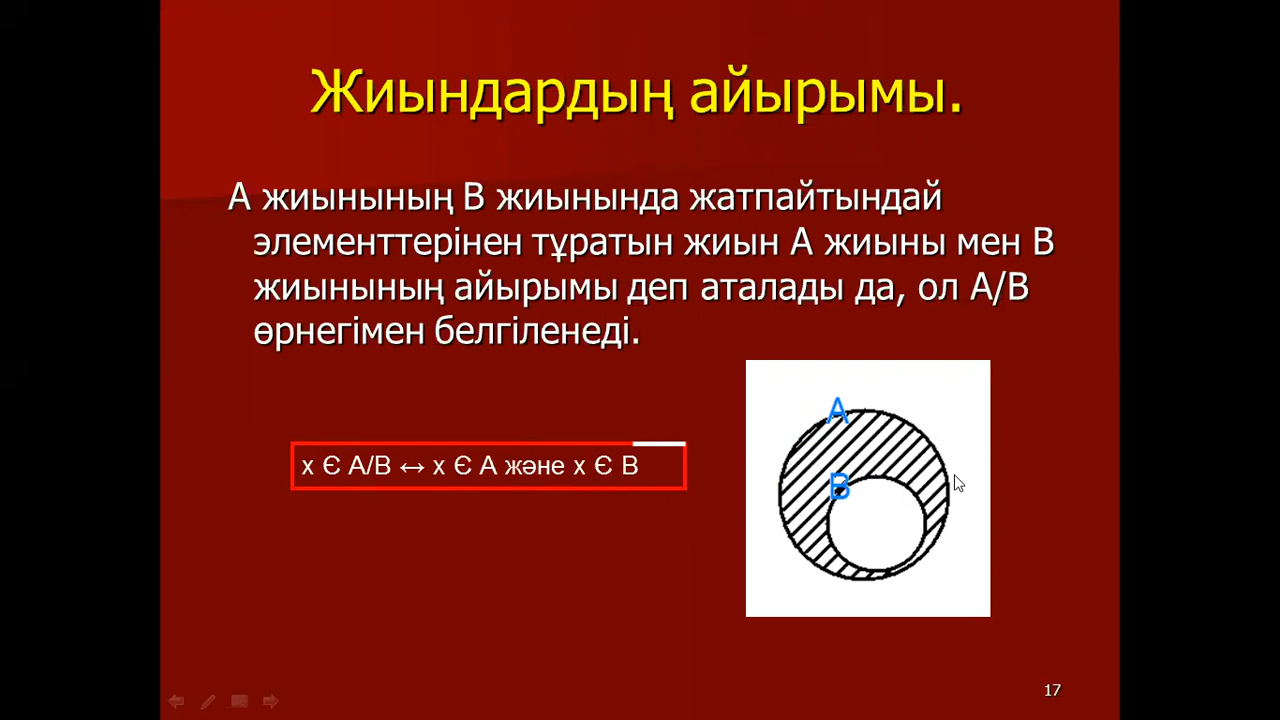 Жиындардың айырымы.
А жиынының В жиынында жатпайтындай
элементтерінен тұратын жиын А жиыны мен В
жиынының айырымы деп аталады да, ол А/В
өрнегімен белгіленеді.
A
x Є A/B ↔ x Є A және x Є B
B
17